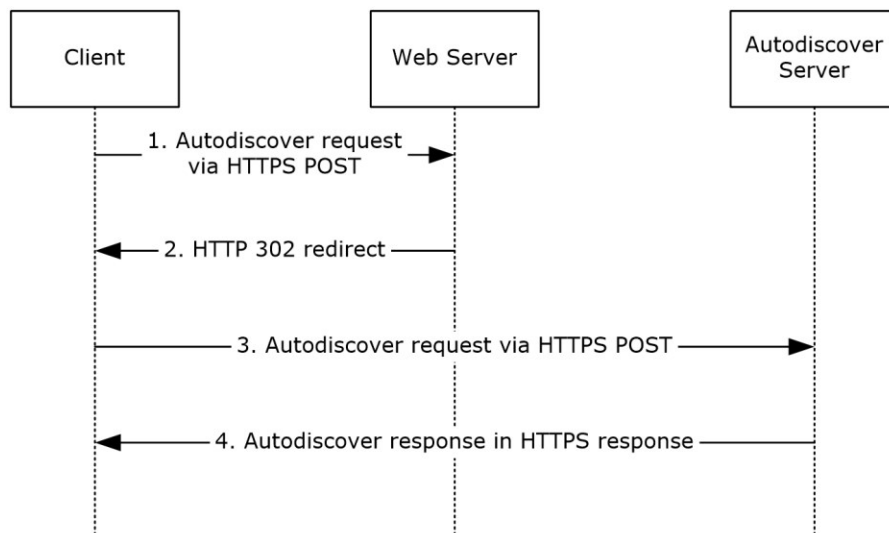 Client
Web Server
Autodiscover
Server
1. Autodiscover request
via HTTPS POST
2. HTTP 302 redirect
3. Autodiscover request via HTTPS POST
4. Autodiscover response in HTTPS response